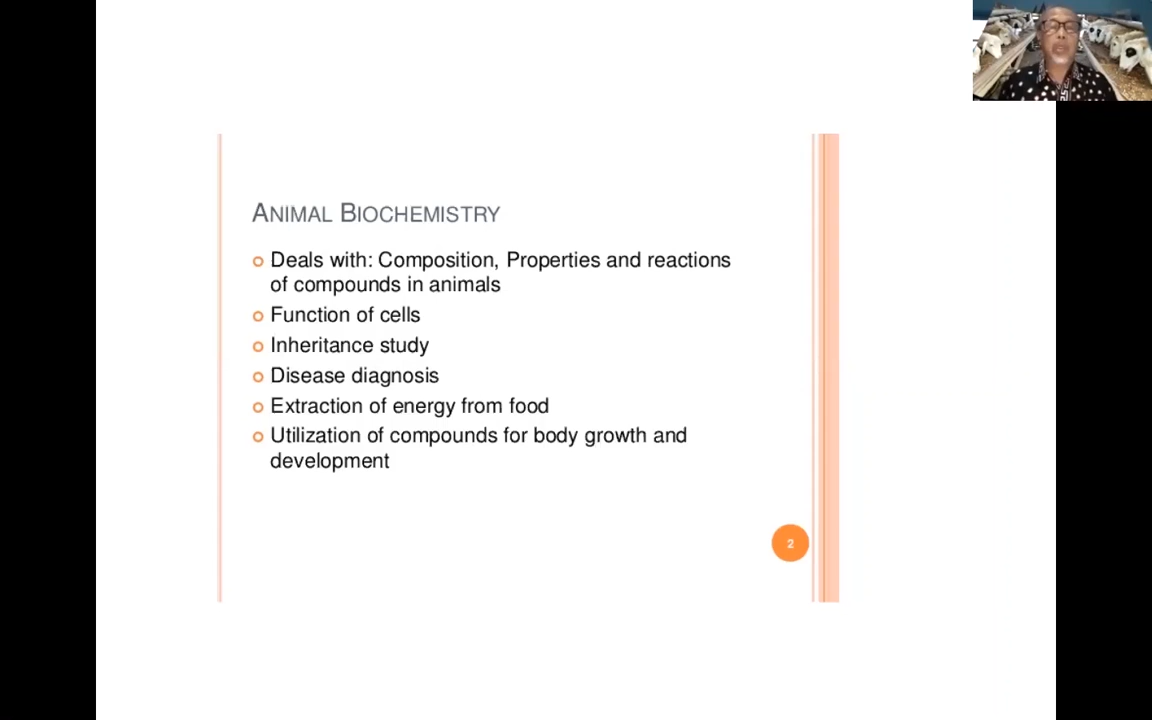 ANIMAL BIOCHEMISTRY
Deals with: Composition, Properties and reactions
of compounds in animals
Function of cells
Inheritance study
Disease diagnosis
Extraction of energy from food
Utilization of compounds for body growth and
development
2